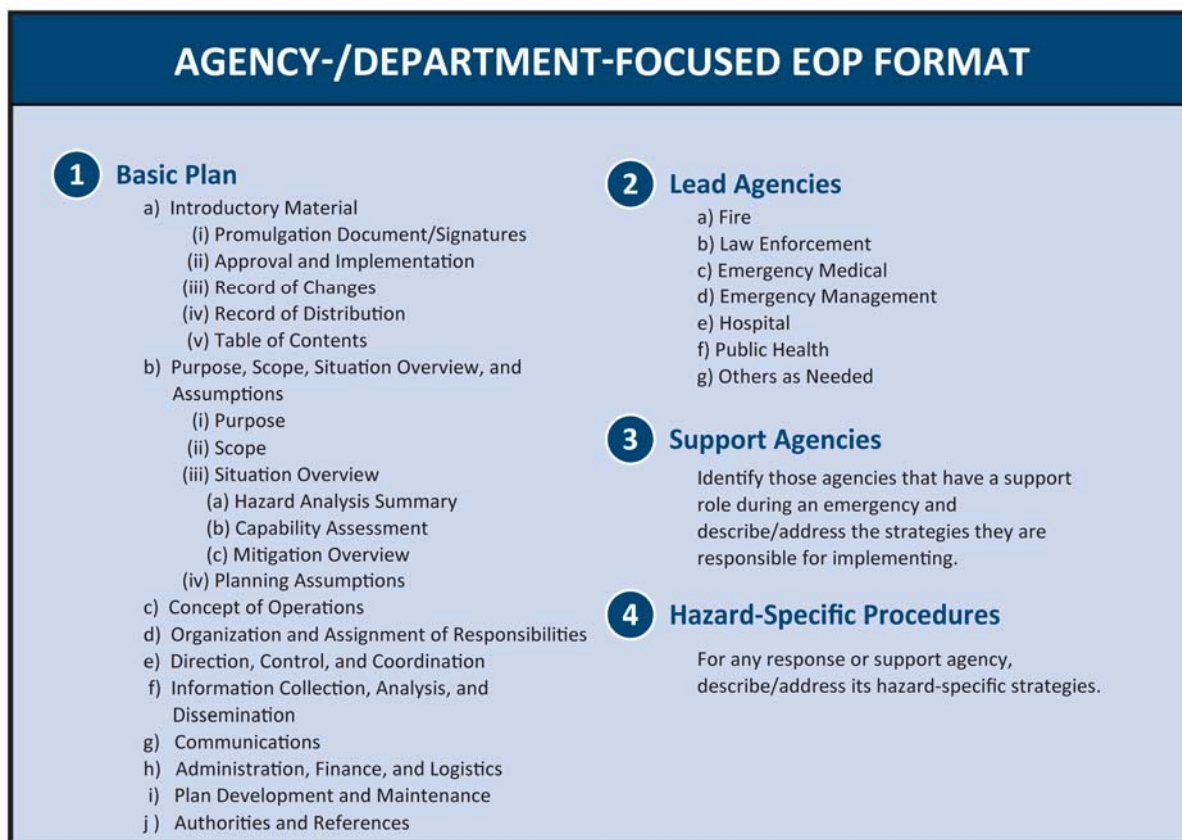 AGENCY-/DEPARTMENT-FOCUSED EOP FORMAT
1 Basic Plan
a) Introductory Material
(i) Promulgation Document/Signatures
(ii) Approval and Implementation
(iii) Record of Changes
(iv) Record of Distribution
(v) Table of Contents
b) Purpose, Scope, Situation Overview, and
Assumptions
(i) Purpose
(ii) Scope
(iii) Situation Overview
(a) Hazard Analysis Summary
(b) Capability Assessment
(c) Mitigation Overview
(iv) Planning Assumptions
c) Concept of Operations
d) Organization and Assignment of Responsibilities
e) Direction, Control, and Coordination
f) Information Collection, Analysis, and
Dissemination
g) Communications
h) Administration, Finance, and Logistics
i) Plan Development and Maintenance
j ) Authorities and References
2 Lead Agencies
a) Fire
b) Law Enforcement
c) Emergency Medical
d) Emergency Management
e) Hospital
f) Public Health
g) Others as Needed
3 Support Agencies
Identify those agencies that have a support
role during an emergency and
describe/address the strategies they are
responsible for implementing.
4 Hazard-Specific Procedures
For any response or support agency,
describe/address its hazard-specific strategies.